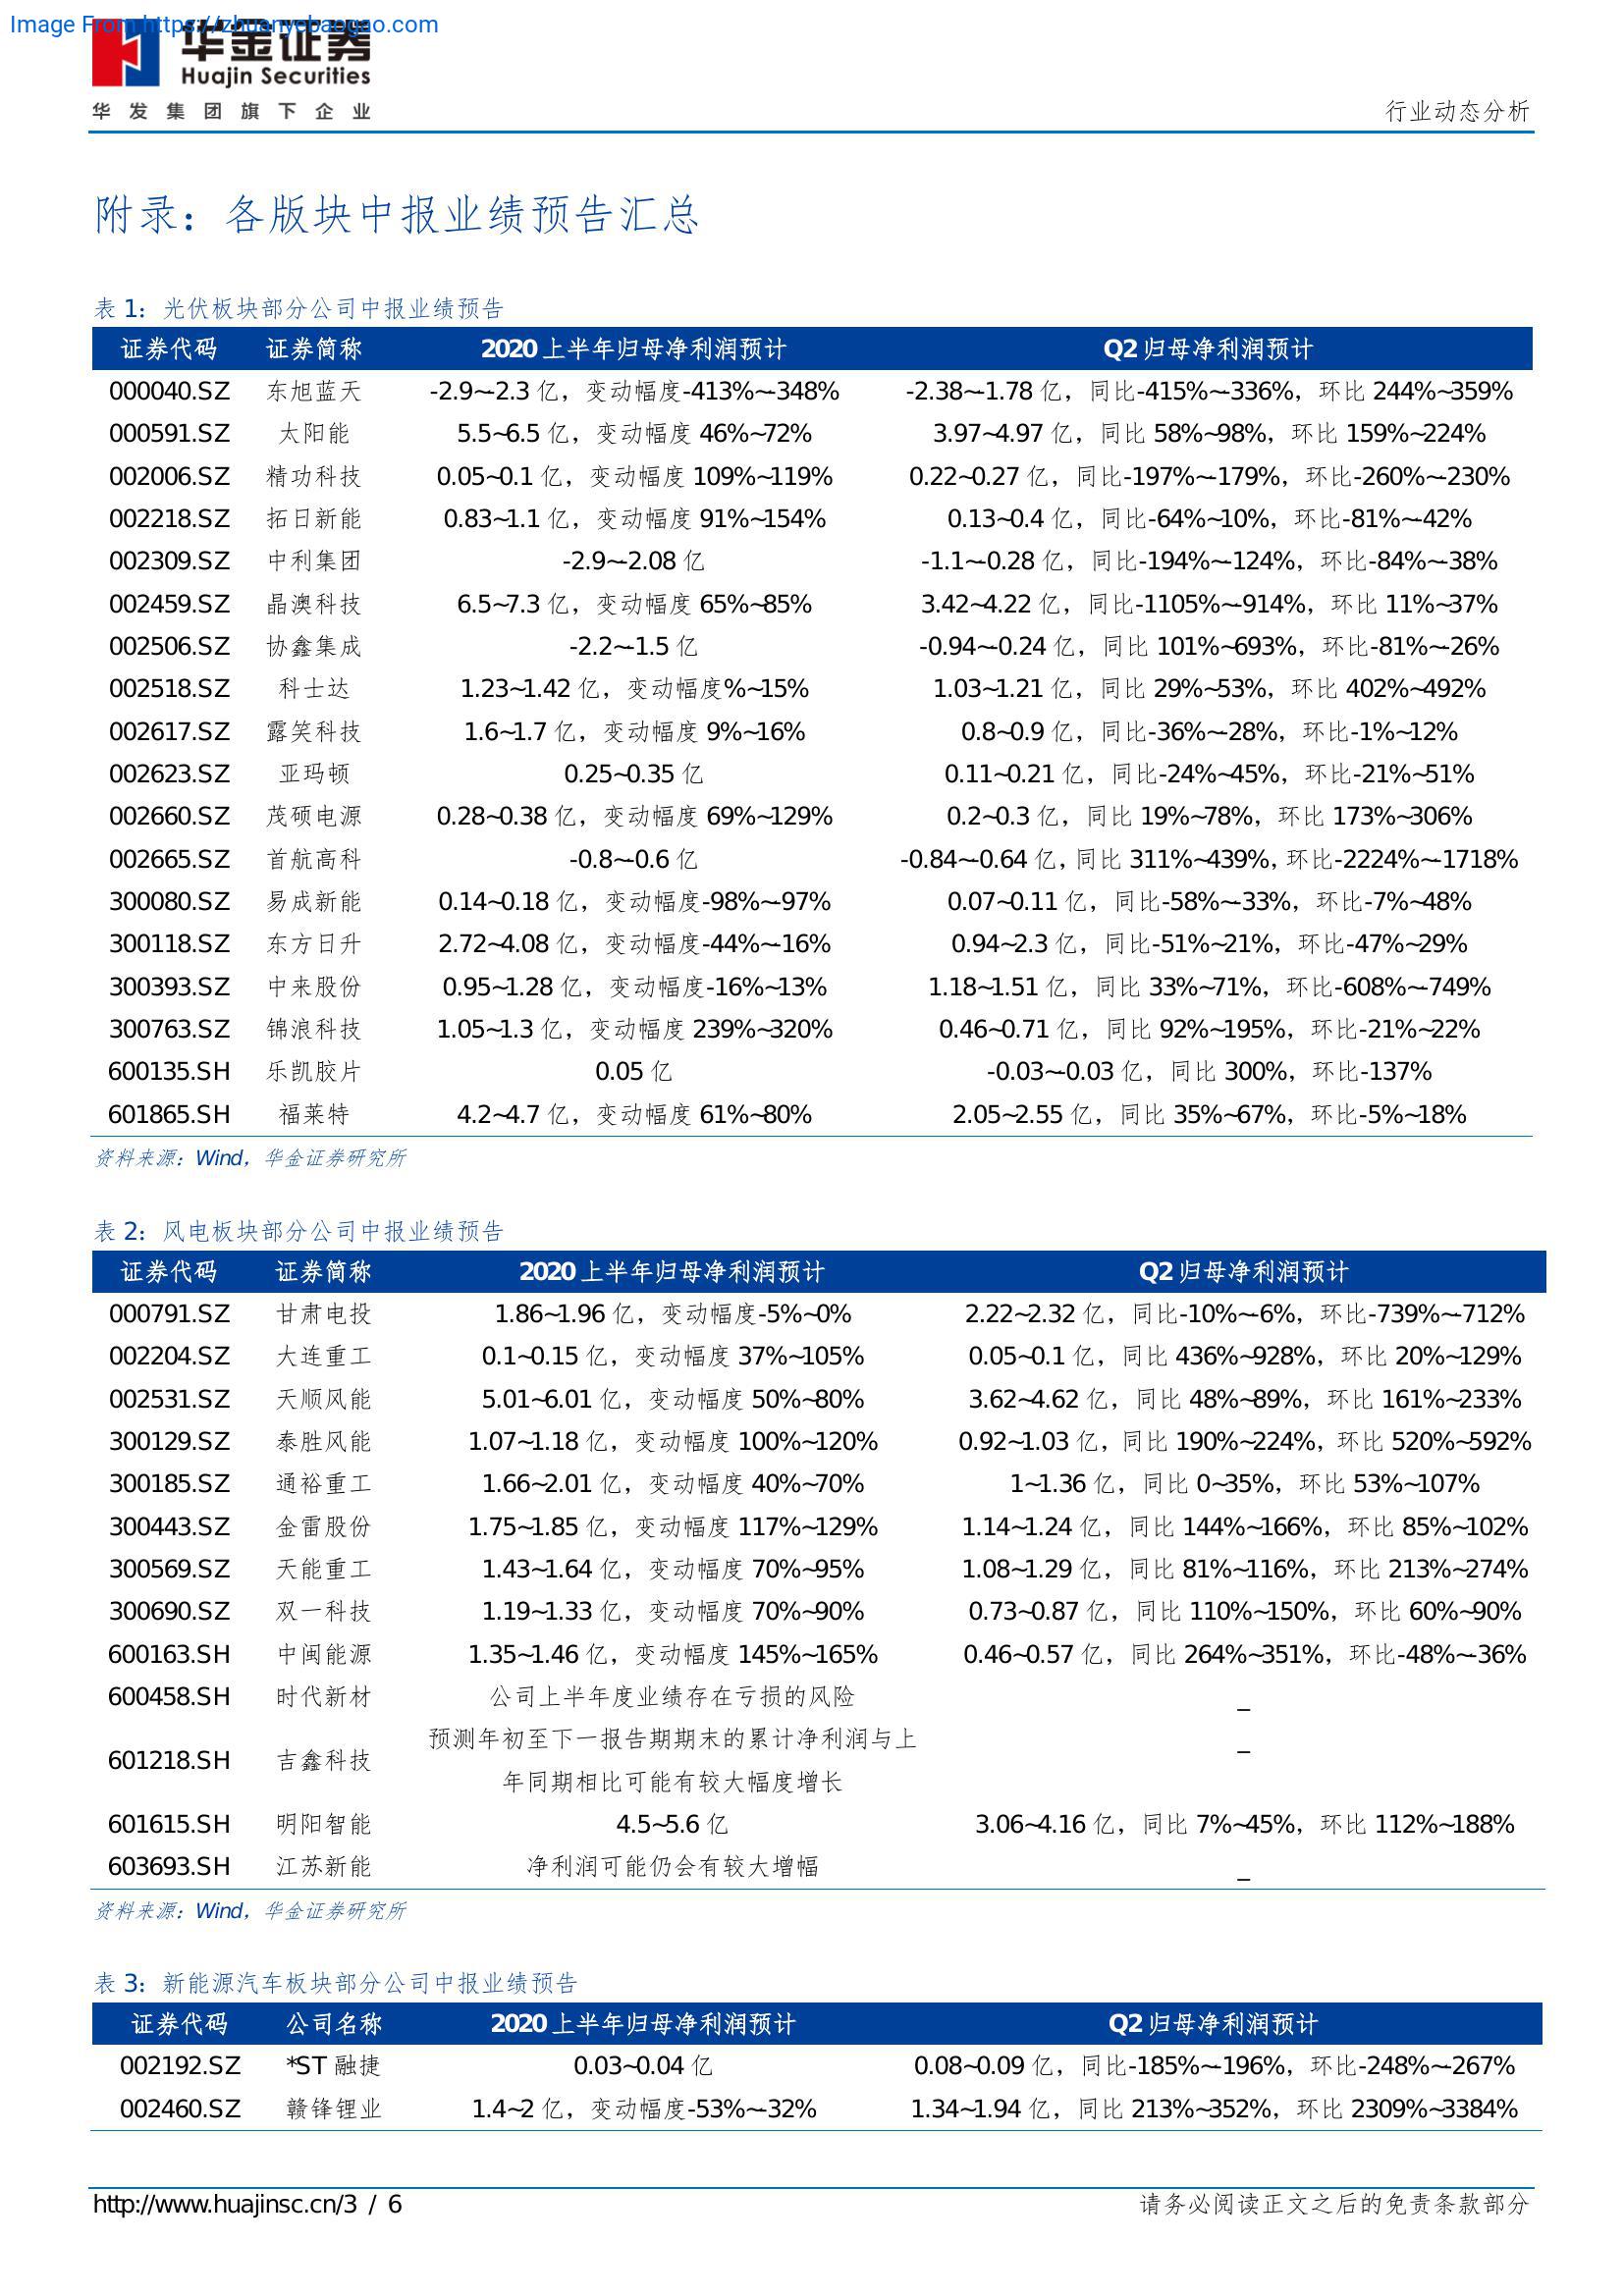 Image From https://zhuanyebaogao.com
华金证券
Huajin Securities
华发集团旗下企业
行业动态分析
附录：各版块中报业绩预告汇总
表 1：光伏板块部分公司中报业绩预告
证券代码 证券简称 2020 上半年归母净利润预计 Q2 归母净利润预计
000040.SZ 东旭蓝天 -2.9~-2.3 亿，变动幅度-413%~-348% -2.38~-1.78 亿，同比-415%~-336%，环比 244%~359%
000591.SZ 太阳能 5.5~6.5 亿，变动幅度 46%~72% 3.97~4.97 亿，同比 58%~98%，环比 159%~224%
002006.SZ 精功科技 0.05~0.1 亿，变动幅度 109%~119% 0.22~0.27 亿，同比-197%~-179%，环比-260%~-230%
002218.SZ 拓日新能 0.83~1.1 亿，变动幅度 91%~154% 0.13~0.4 亿，同比-64%~10%，环比-81%~-42%
002309.SZ 中利集团 -2.9~-2.08 亿 -1.1~-0.28 亿，同比-194%~-124%，环比-84%~-38%
002459.SZ 晶澳科技 6.5~7.3 亿，变动幅度 65%~85% 3.42~4.22 亿，同比-1105%~-914%，环比 11%~37%
002506.SZ 协鑫集成 -2.2~-1.5 亿 -0.94~-0.24 亿，同比 101%~693%，环比-81%~-26%
002518.SZ 科士达 1.23~1.42 亿，变动幅度%~15% 1.03~1.21 亿，同比 29%~53%，环比 402%~492%
002617.SZ 露笑科技 1.6~1.7 亿，变动幅度 9%~16% 0.8~0.9 亿，同比-36%~-28%，环比-1%~12%
002623.SZ 亚玛顿 0.25~0.35 亿 0.11~0.21 亿，同比-24%~45%，环比-21%~51%
002660.SZ 茂硕电源 0.28~0.38 亿，变动幅度 69%~129% 0.2~0.3 亿，同比 19%~78%，环比 173%~306%
002665.SZ 首航高科 -0.8~-0.6 亿 -0.84~-0.64 亿，同比 311%~439%，环比-2224%~-1718%
300080.SZ 易成新能 0.14~0.18 亿，变动幅度-98%~-97% 0.07~0.11 亿，同比-58%~-33%，环比-7%~48%
300118.SZ 东方日升 2.72~4.08 亿，变动幅度-44%~-16% 0.94~2.3 亿，同比-51%~21%，环比-47%~29%
300393.SZ 中来股份 0.95~1.28 亿，变动幅度-16%~13% 1.18~1.51 亿，同比 33%~71%，环比-608%~-749%
300763.SZ 锦浪科技 1.05~1.3 亿，变动幅度 239%~320% 0.46~0.71 亿，同比 92%~195%，环比-21%~22%
600135.SH 乐凯胶片 0.05 亿 -0.03~-0.03 亿，同比 300%，环比-137%
601865.SH 福莱特 4.2~4.7 亿，变动幅度 61%~80% 2.05~2.55 亿，同比 35%~67%，环比-5%~18%
资料来源：Wind，华金证券研究所
表 2：风电板块部分公司中报业绩预告
证券代码 证券简称 2020 上半年归母净利润预计 Q2 归母净利润预计
000791.SZ 甘肃电投 1.86~1.96 亿，变动幅度-5%~0% 2.22~2.32 亿，同比-10%~-6%，环比-739%~-712%
002204.SZ 大连重工 0.1~0.15 亿，变动幅度 37%~105% 0.05~0.1 亿，同比 436%~928%，环比 20%~129%
002531.SZ 天顺风能 5.01~6.01 亿，变动幅度 50%~80% 3.62~4.62 亿，同比 48%~89%，环比 161%~233%
300129.SZ 泰胜风能 1.07~1.18 亿，变动幅度 100%~120% 0.92~1.03 亿，同比 190%~224%，环比 520%~592%
300185.SZ 通裕重工 1.66~2.01 亿，变动幅度 40%~70% 1~1.36 亿，同比 0~35%，环比 53%~107%
300443.SZ 金雷股份 1.75~1.85 亿，变动幅度 117%~129% 1.14~1.24 亿，同比 144%~166%，环比 85%~102%
300569.SZ 天能重工 1.43~1.64 亿，变动幅度 70%~95% 1.08~1.29 亿，同比 81%~116%，环比 213%~274%
300690.SZ 双一科技 1.19~1.33 亿，变动幅度 70%~90% 0.73~0.87 亿，同比 110%~150%，环比 60%~90%
600163.SH 中闽能源 1.35~1.46 亿，变动幅度 145%~165% 0.46~0.57 亿，同比 264%~351%，环比-48%~-36%
600458.SH 时代新材 公司上半年度业绩存在亏损的风险 _
601218.SH 吉鑫科技 预测年初至下一报告期期末的累计净利润与上 _
年同期相比可能有较大幅度增长
601615.SH 明阳智能 4.5~5.6 亿 3.06~4.16 亿，同比 7%~45%，环比 112%~188%
603693.SH 江苏新能 净利润可能仍会有较大增幅 _
资料来源：Wind，华金证券研究所
表 3：新能源汽车板块部分公司中报业绩预告
证券代码 公司名称 2020 上半年归母净利润预计 Q2 归母净利润预计
002192.SZ *ST 融捷 0.03~0.04 亿 0.08~0.09 亿，同比-185%~-196%，环比-248%~-267%
002460.SZ 赣锋锂业 1.4~2 亿，变动幅度-53%~-32% 1.34~1.94 亿，同比 213%~352%，环比 2309%~3384%
http://www.huajinsc.cn/3 / 6
请务必阅读正文之后的免责条款部分